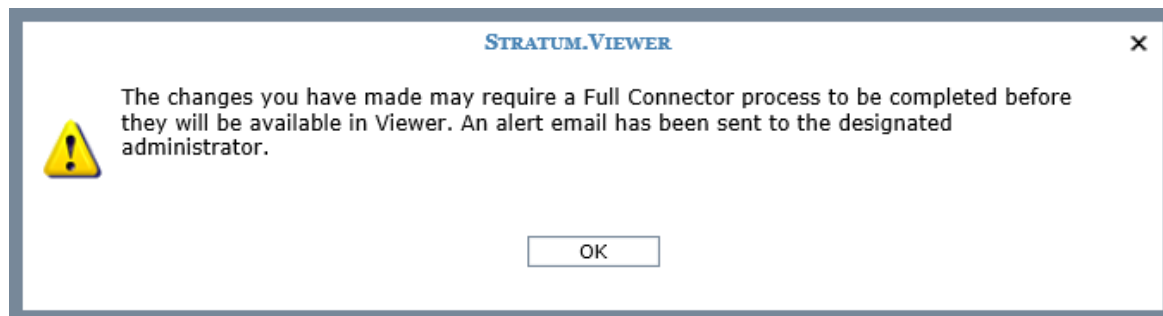 STRATUM.VIEWER
The changes you have made may require a Full Connector process to be completed before
they will be available in Viewer. An alert email has been sent to the designated
administrator.
OK